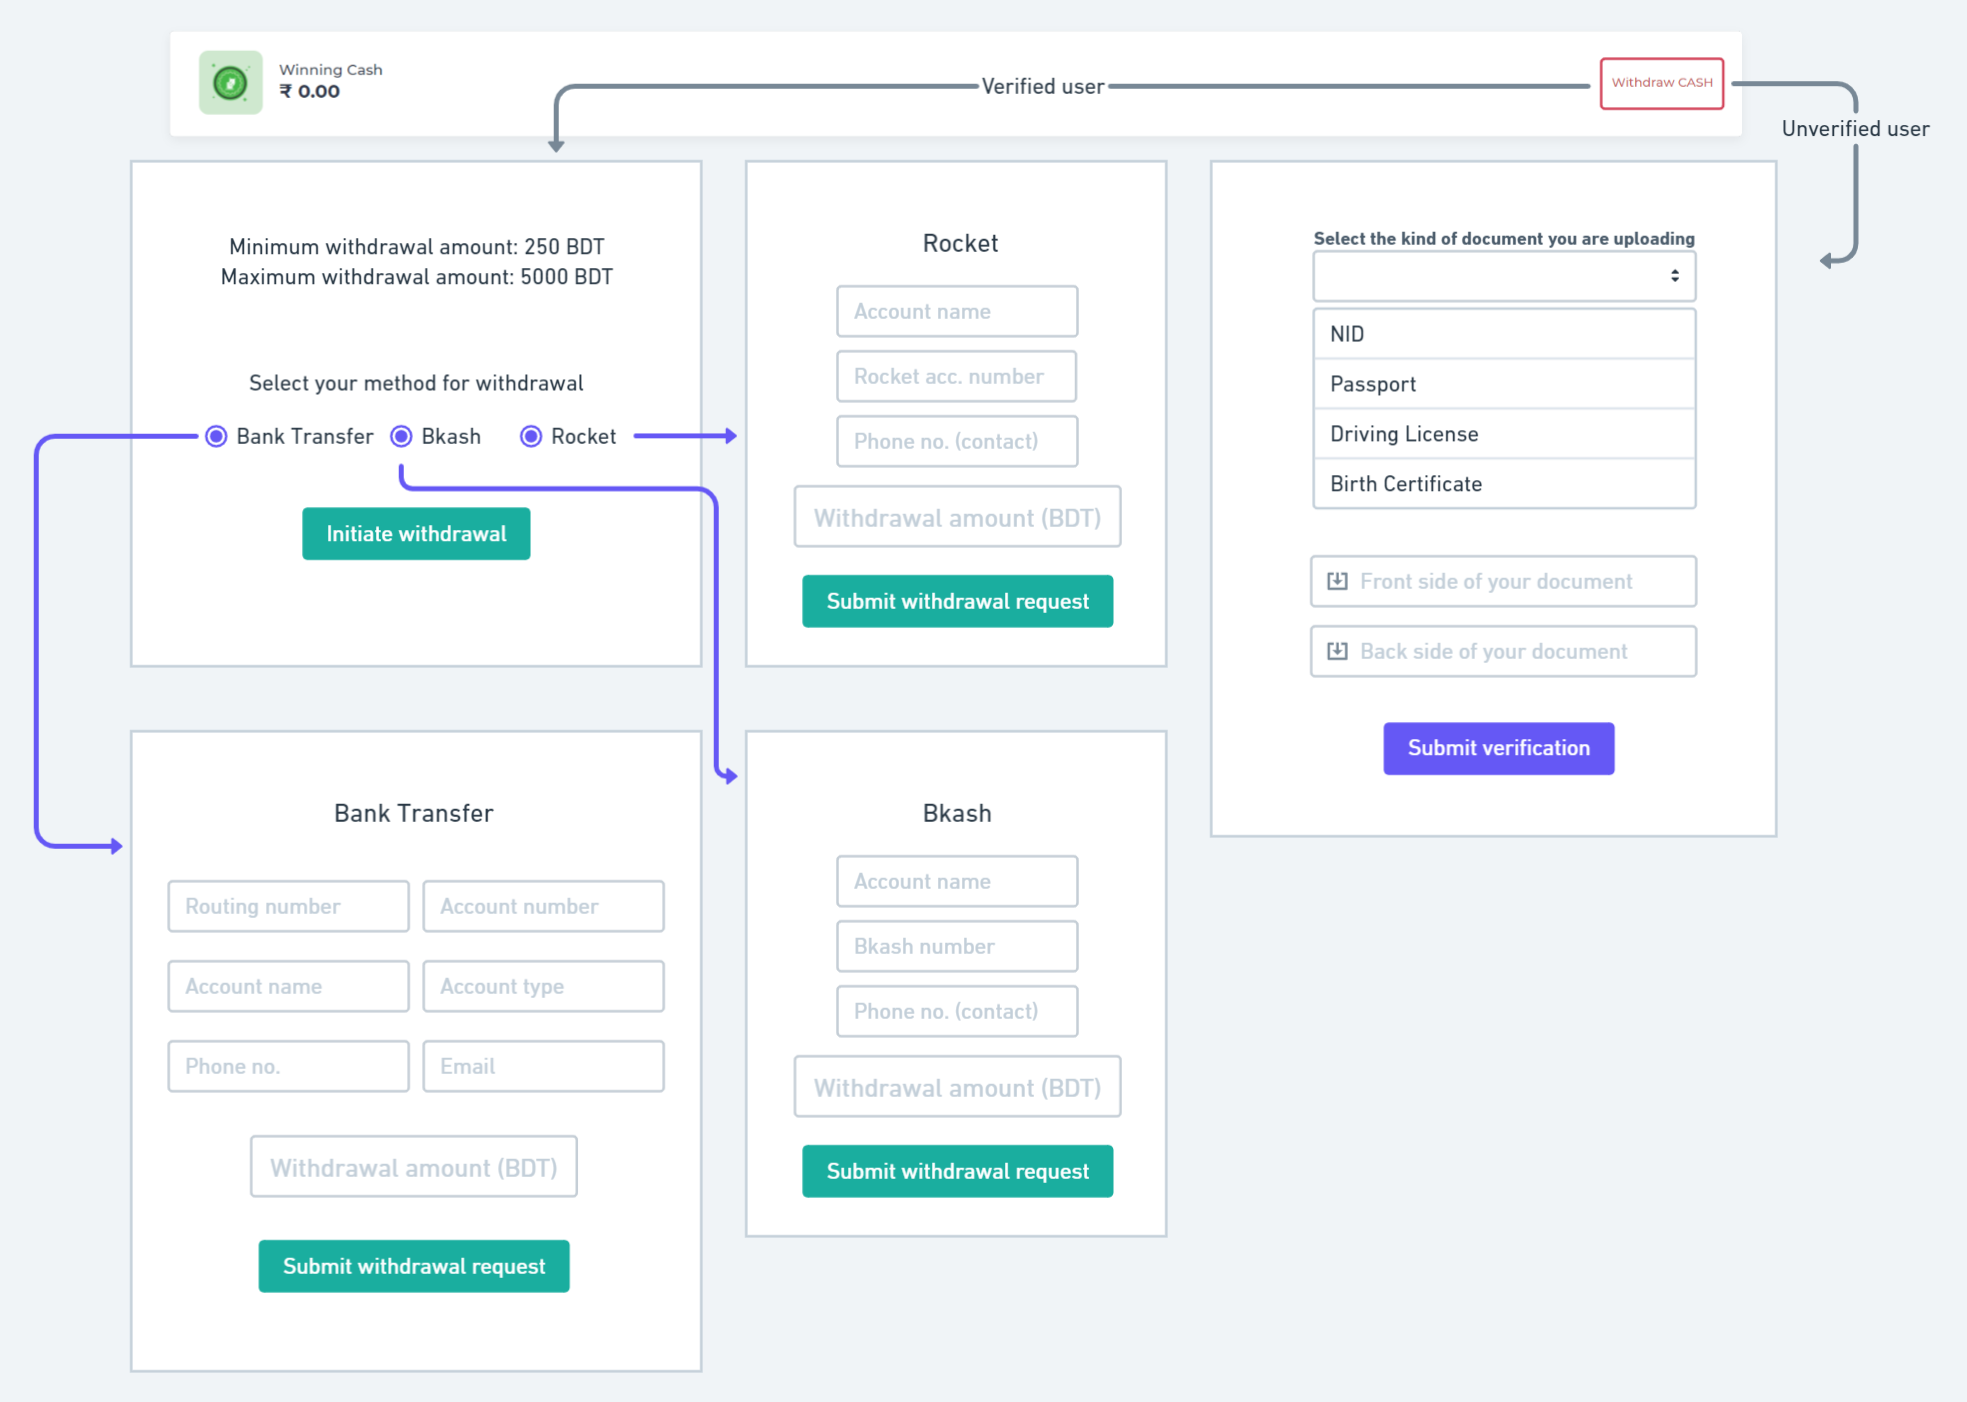 Winning Cash
₹ 0.00
Verified user
Withdraw CASH
Unverified user
Minimum withdrawal amount: 250 BDT
Maximum withdrawal amount: 5000 BDT
Select your method for withdrawal
Bank Transfer
Bkash
Rocket
Initiate withdrawal
Rocket
Account name
Rocket acc. number
Phone no. (contact)
Withdrawal amount (BDT)
Submit withdrawal request
Select the kind of document you are uploading
NID
Passport
Driving License
Birth Certificate
Front side of your document
Back side of your document
Submit verification
Bank Transfer
Routing number
Account number
Account name
Account type
Phone no.
Email
Withdrawal amount (BDT)
Submit withdrawal request
Bkash
Account name
Bkash number
Phone no. (contact)
Withdrawal amount (BDT)
Submit withdrawal request